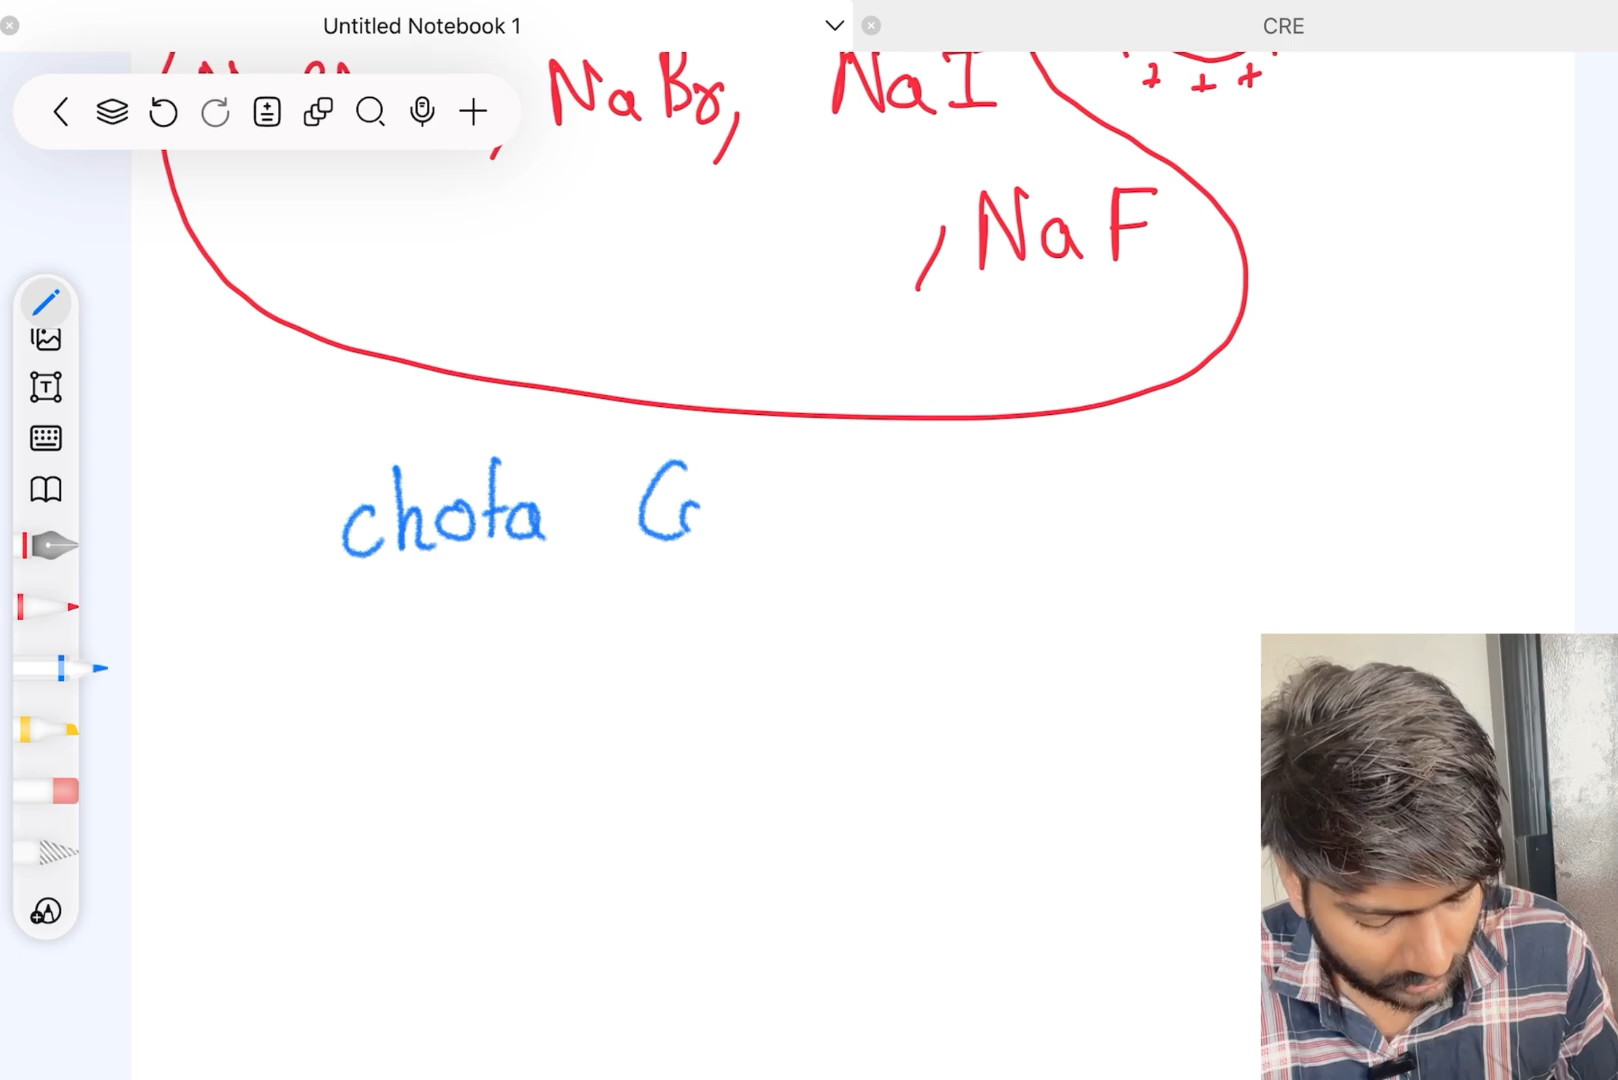 Untitled Notebook 1 CRE
, NaBr, NaI + + +
, NaF
chota